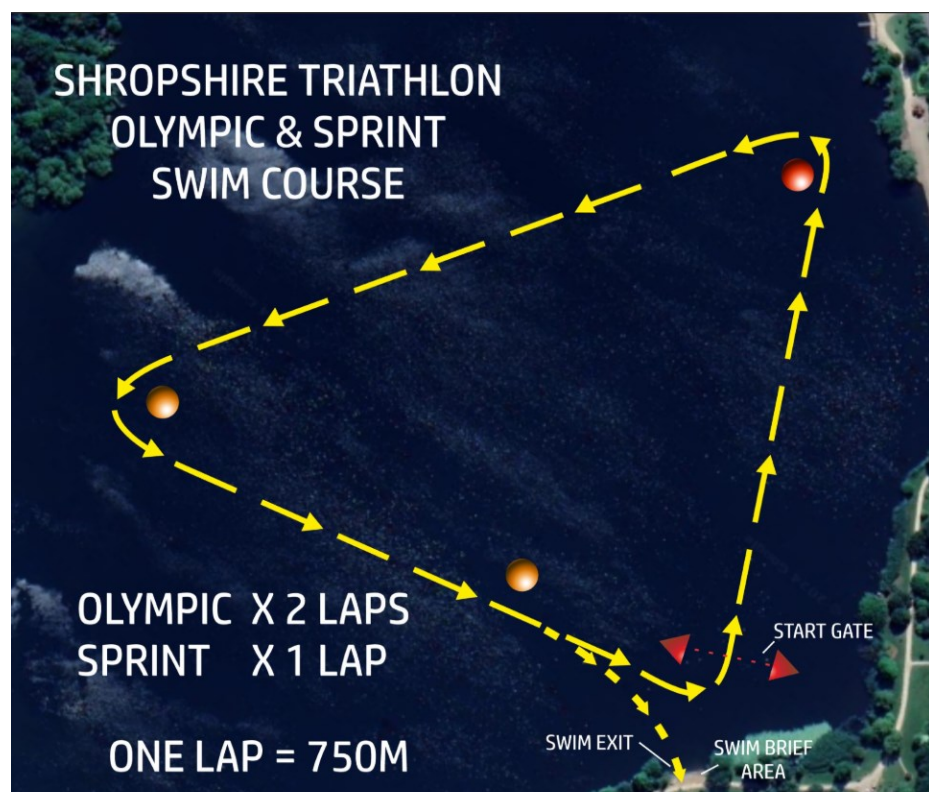 SHROPSHIRE TRIATHLON
OLYMPIC & SPRINT
SWIM COURSE
OLYMPIC X 2 LAPS
SPRINT X 1 LAP
START GATE
ONE LAP = 750M
SWIM EXIT
SWIM BRIEF
AREA